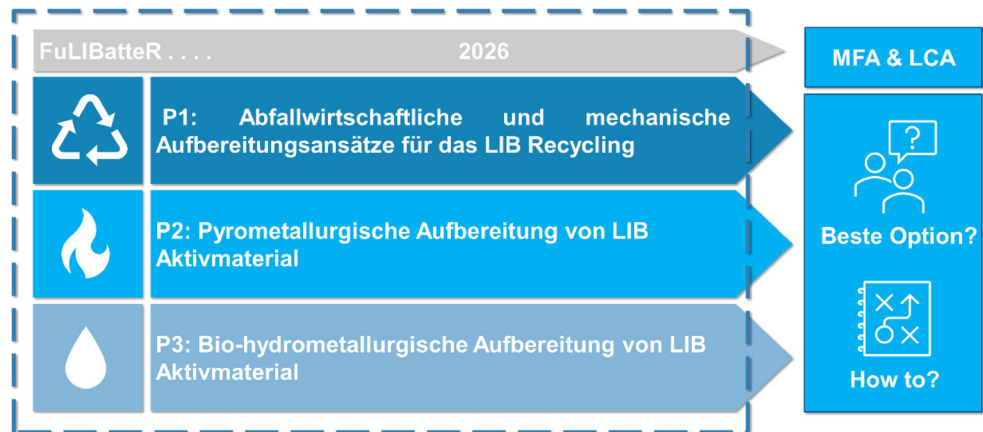 FuLIBatteR . . . . 2026
MFA & LCA
P1: Abfallwirtschaftliche und mechanische
Aufbereitungsansätze für das LIB Recycling
P2: Pyrometallurgische Aufbereitung von LIB
Aktivmaterial
P3: Bio-hydrometallurgische Aufbereitung von LIB
Aktivmaterial
?
Beste Option?
How to?